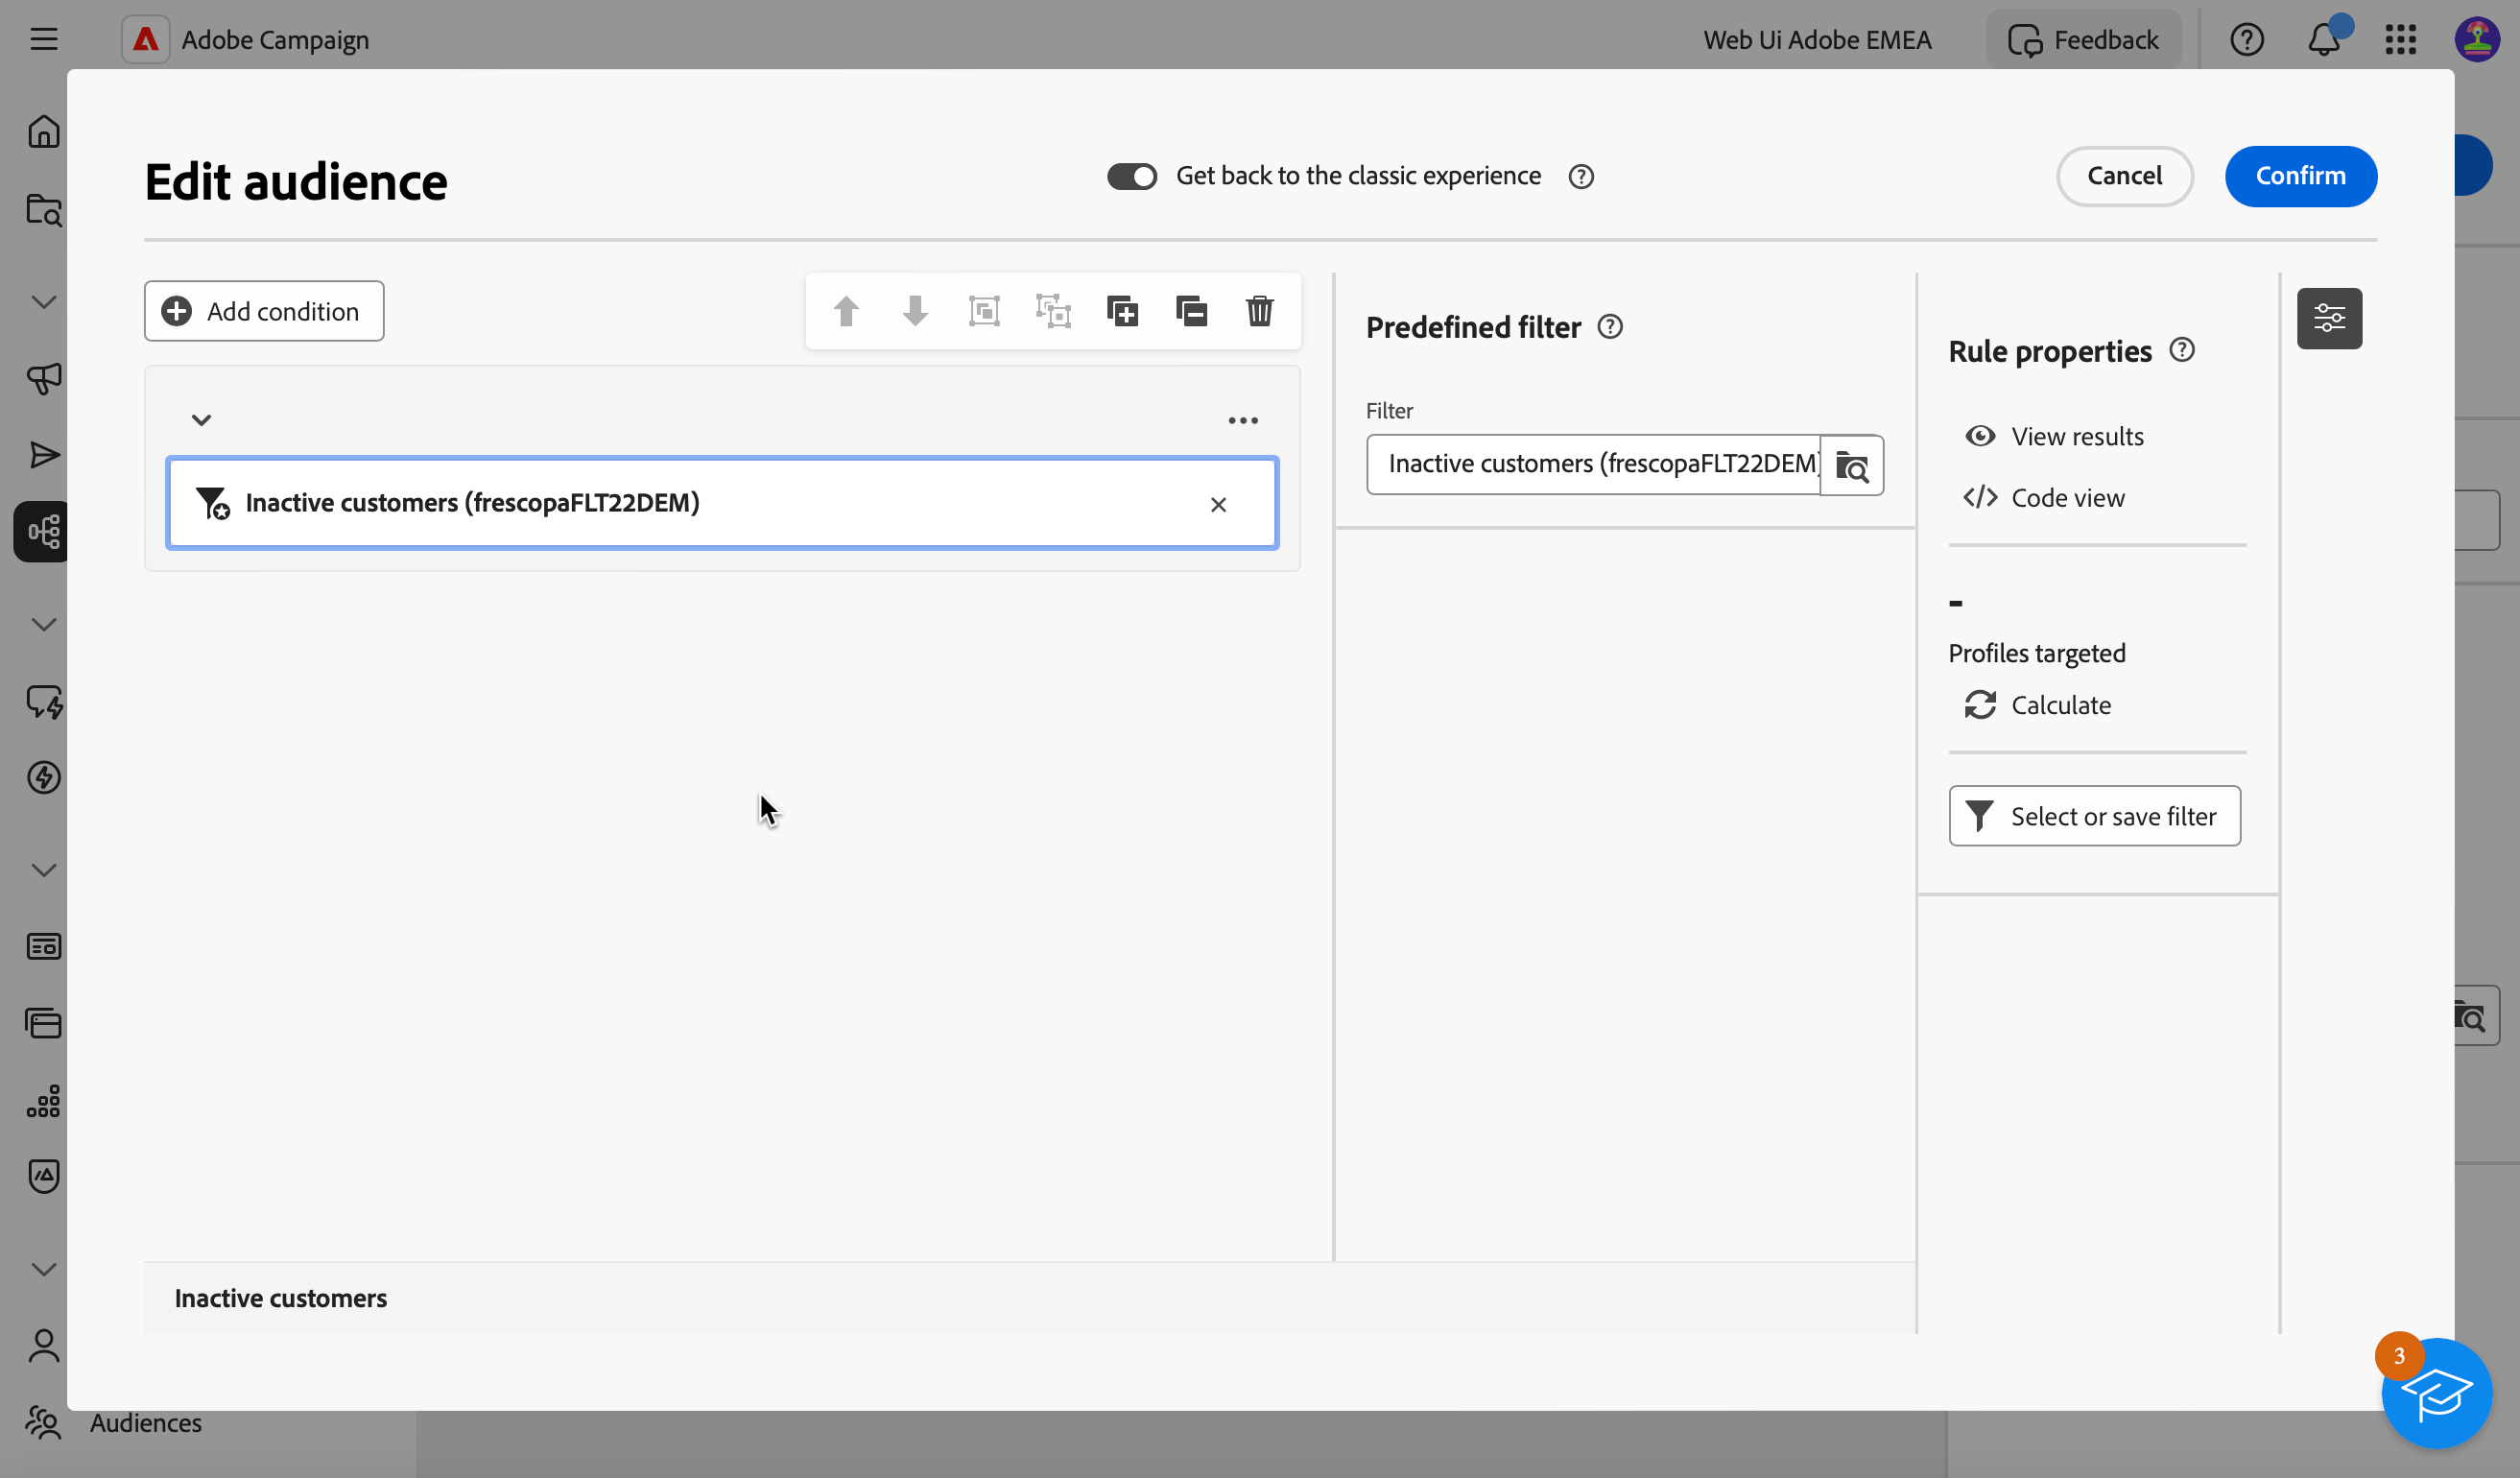 Adobe Campaign
Web Ui Adobe EMEA
Feedback
Edit audience
Get back to the classic experience
Cancel
Confirm
Add condition
Inactive customers (frescopaFLT22DEM)
Predefined filter
Filter
Inactive customers (frescopaFLT22DEM)
Rule properties
View results
Code view
-
Profiles targeted
Calculate
Select or save filter
Inactive customers
3
Audiences